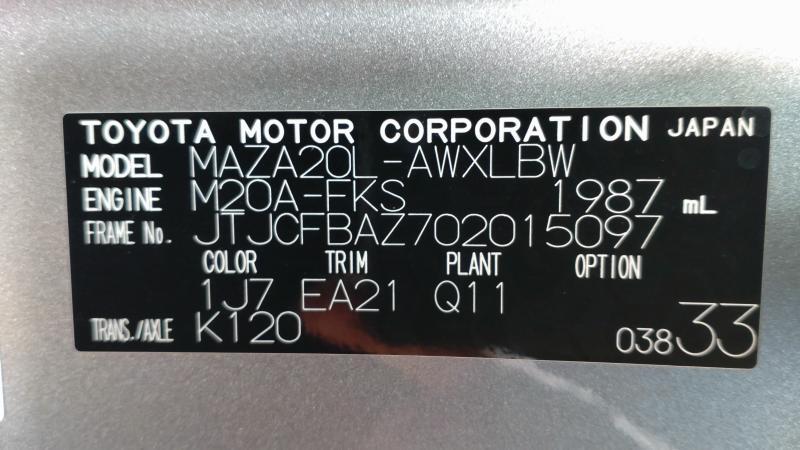 TOYOTA MOTOR CORPORATION JAPAN
MODEL MAZA20L-AWXLBW
ENGINE M20A-FKS 1987 mL
FRAME No. JTJCFBAZ702015097
COLOR TRIM PLANT OPTION
1J7 EA21 Q11
TRANS./AXLE K120 03833